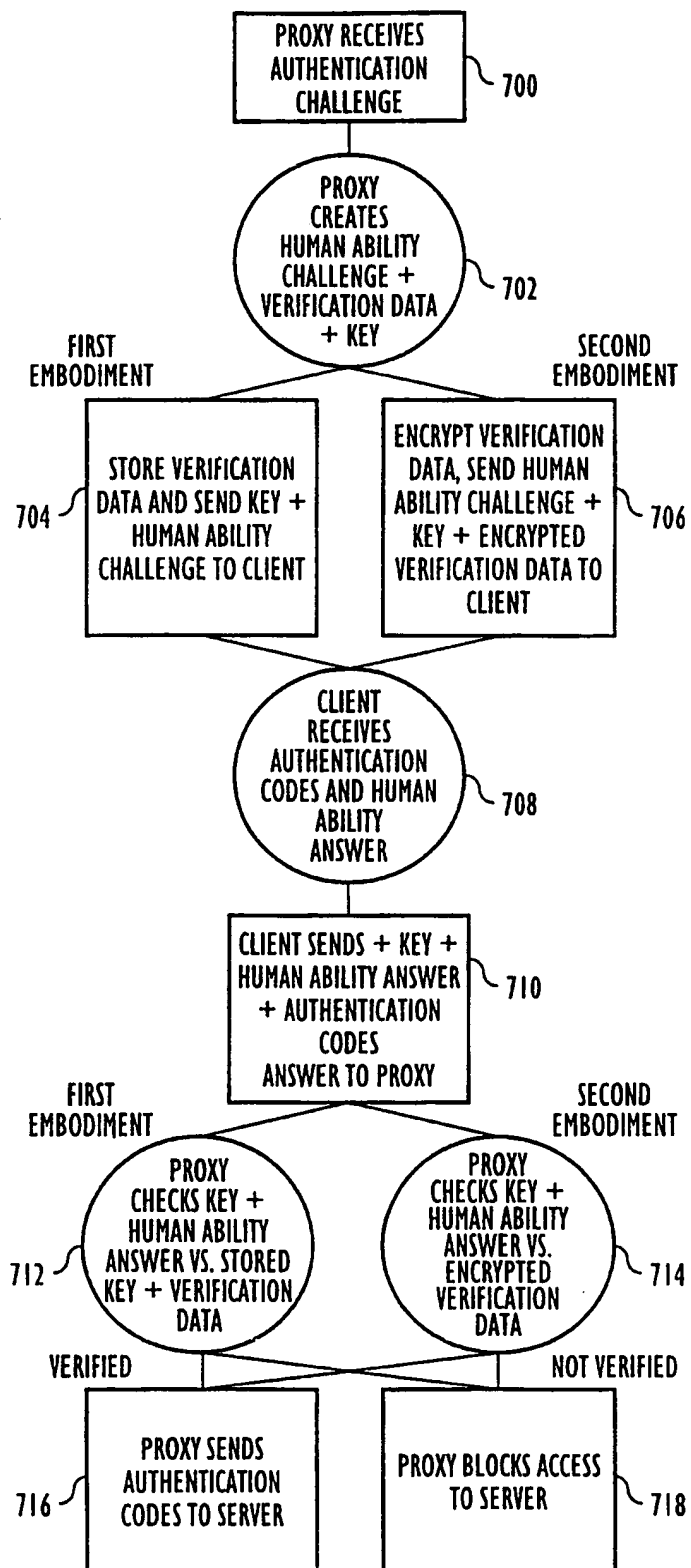 PROXY RECEIVES
AUTHENTICATION
CHALLENGE
700
PROXY
CREATES
HUMAN ABILITY
CHALLENGE +
VERIFICATION DATA
+ KEY
702
FIRST
EMBODIMENT
SECOND
EMBODIMENT
STORE VERIFICATION
DATA AND SEND KEY +
HUMAN ABILITY
CHALLENGE TO CLIENT
704
ENCRYPT VERIFICATION
DATA, SEND HUMAN
ABILITY CHALLENGE +
KEY + ENCRYPTED
VERIFICATION DATA TO
CLIENT
706
CLIENT
RECEIVES
AUTHENTICATION
CODES AND HUMAN
ABILITY
ANSWER
708
CLIENT SENDS + KEY +
HUMAN ABILITY ANSWER
+ AUTHENTICATION
CODES
ANSWER TO PROXY
710
FIRST
EMBODIMENT
SECOND
EMBODIMENT
PROXY
CHECKS KEY +
HUMAN ABILITY
ANSWER VS. STORED
KEY + VERIFICATION
DATA
712
PROXY
CHECKS KEY +
HUMAN ABILITY
ANSWER VS.
ENCRYPTED
VERIFICATION
DATA
714
VERIFIED
NOT VERIFIED
PROXY SENDS
AUTHENTICATION
CODES TO SERVER
716
PROXY BLOCKS ACCESS
TO SERVER
718